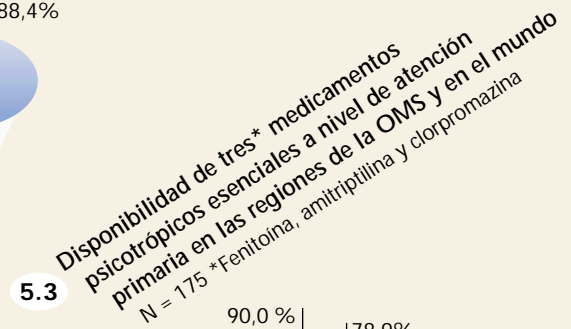 88,4%
Disponibilidad de tres* medicamentos
psicotrópicos esenciales a nivel de atención
primaria en las regiones de la OMS y en el mundo
N = 175 *Fenitoína, amitriptilina y clorpromazina
5.3
90,0 %